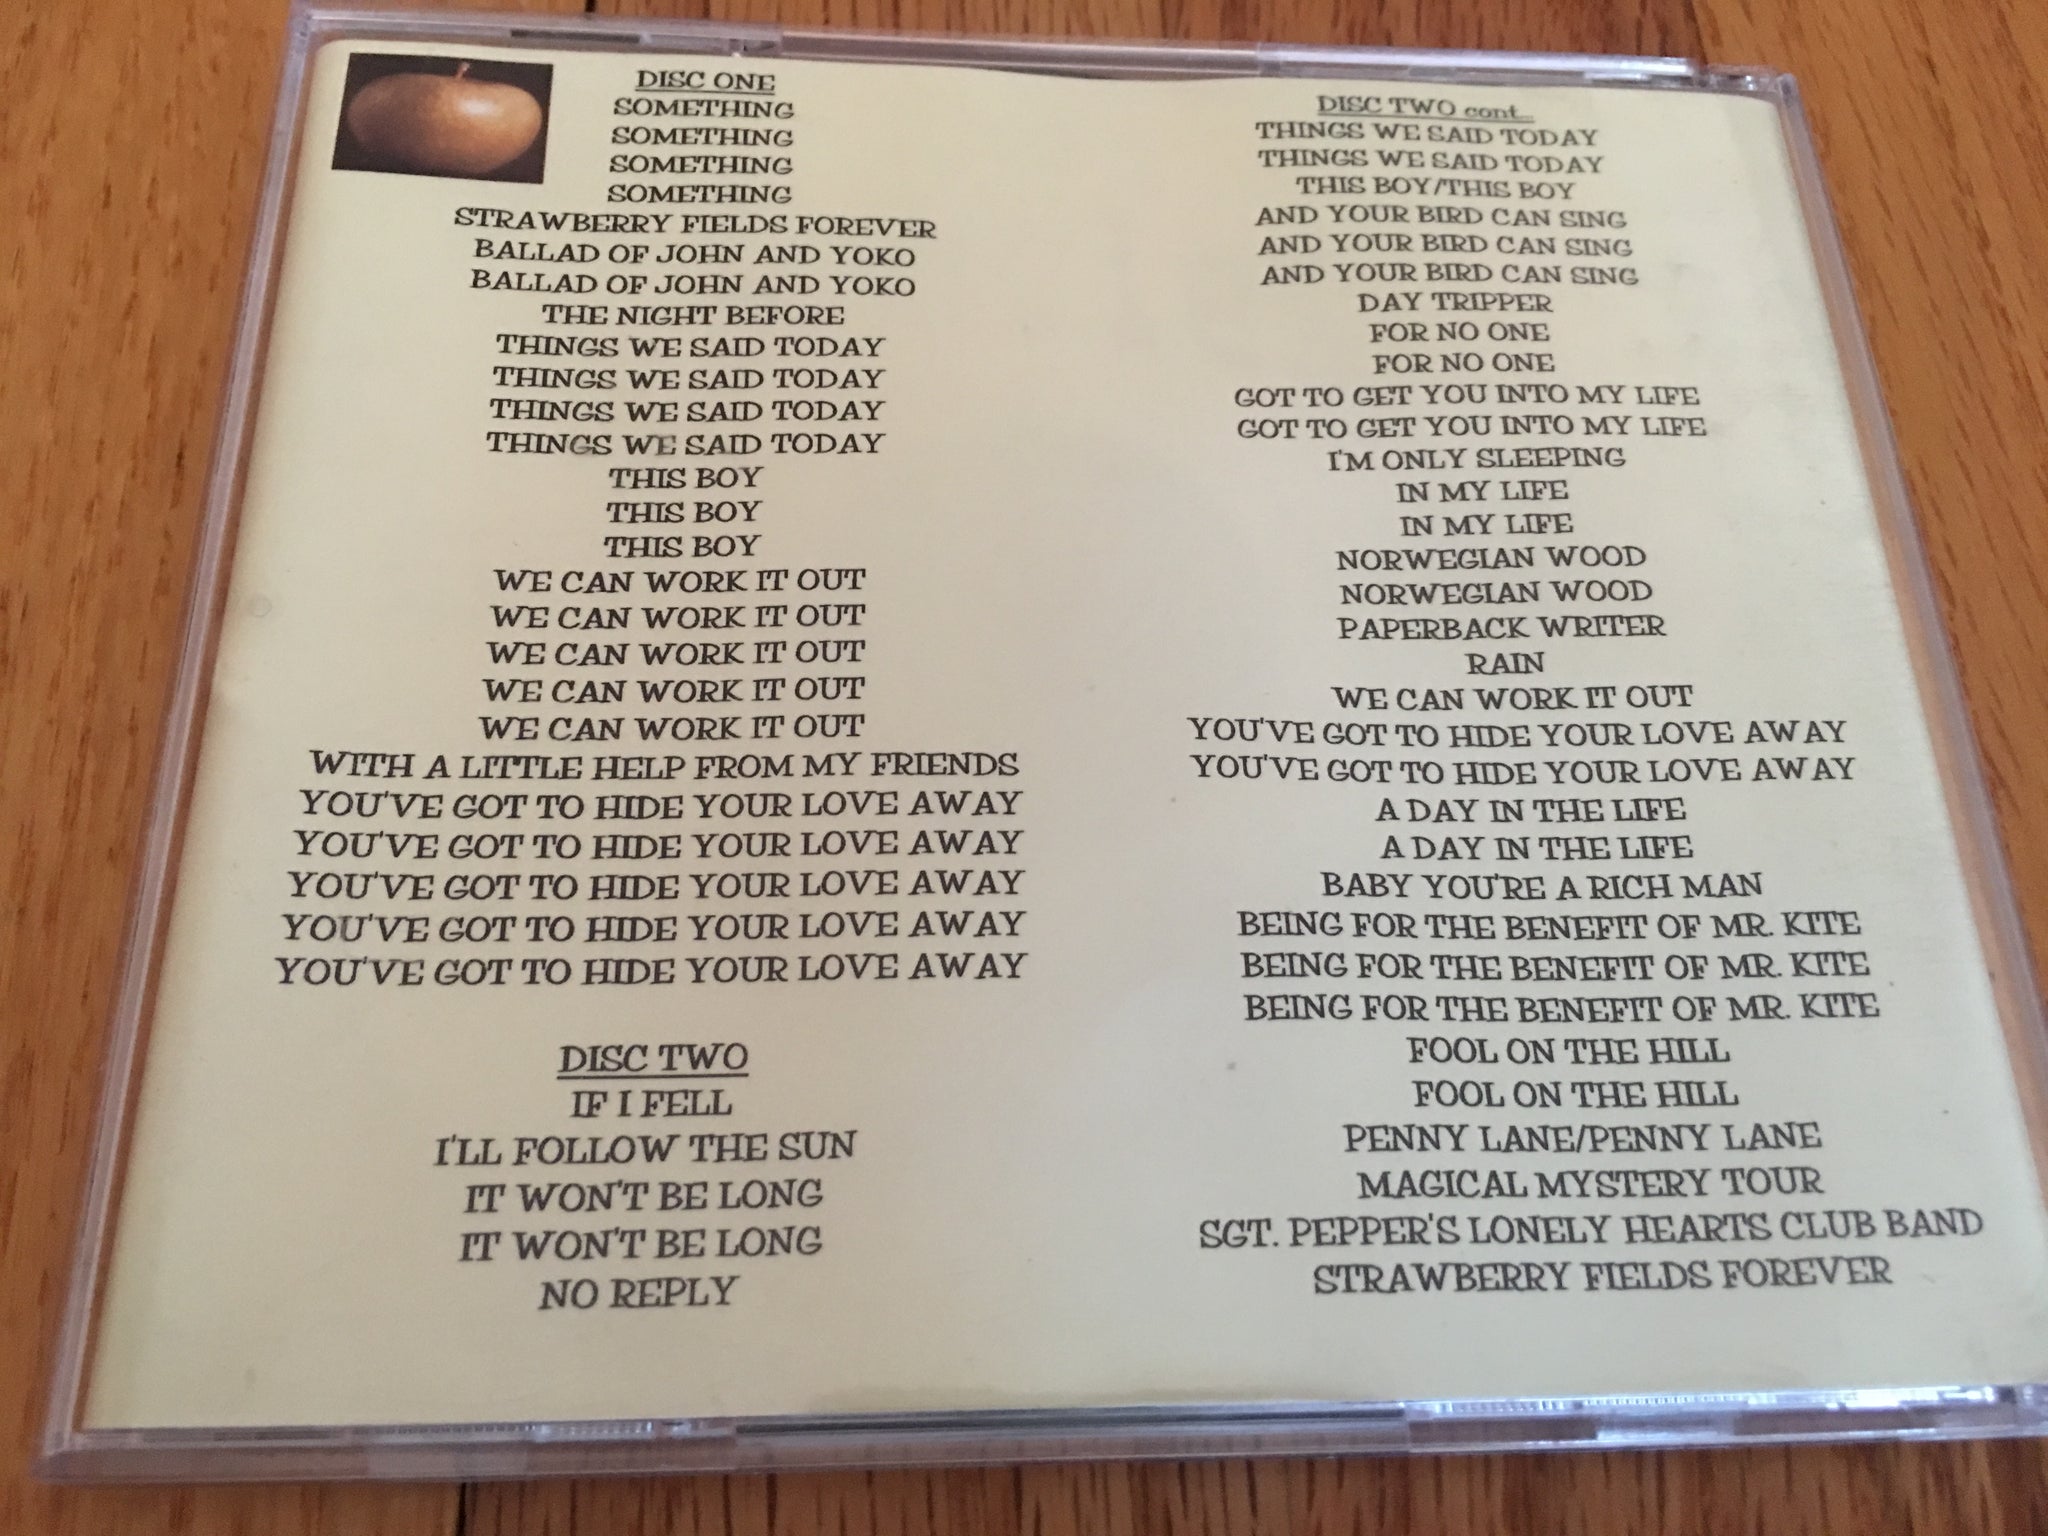 DISC ONE
SOMETHING
SOMETHING
SOMETHING
SOMETHING
STRAWBERRY FIELDS FOREVER
BALLAD OF JOHN AND YOKO
BALLAD OF JOHN AND YOKO
THE NIGHT BEFORE
THINGS WE SAID TODAY
THINGS WE SAID TODAY
THINGS WE SAID TODAY
THINGS WE SAID TODAY
THIS BOY
THIS BOY
THIS BOY
WE CAN WORK IT OUT
WE CAN WORK IT OUT
WE CAN WORK IT OUT
WE CAN WORK IT OUT
WE CAN WORK IT OUT
WITH A LITTLE HELP FROM MY FRIENDS
YOU'VE GOT TO HIDE YOUR LOVE AWAY
YOU'VE GOT TO HIDE YOUR LOVE AWAY
YOU'VE GOT TO HIDE YOUR LOVE AWAY
YOU'VE GOT TO HIDE YOUR LOVE AWAY
YOU'VE GOT TO HIDE YOUR LOVE AWAY
DISC TWO
IF I FELL
I'LL FOLLOW THE SUN
IT WON'T BE LONG
IT WON'T BE LONG
NO REPLY
DISC TWO cont...
THINGS WE SAID TODAY
THINGS WE SAID TODAY
THIS BOY/THIS BOY
AND YOUR BIRD CAN SING
AND YOUR BIRD CAN SING
AND YOUR BIRD CAN SING
DAY TRIPPER
FOR NO ONE
FOR NO ONE
GOT TO GET YOU INTO MY LIFE
GOT TO GET YOU INTO MY LIFE
I'M ONLY SLEEPING
IN MY LIFE
IN MY LIFE
NORWEGIAN WOOD
NORWEGIAN WOOD
PAPERBACK WRITER
RAIN
WE CAN WORK IT OUT
YOU'VE GOT TO HIDE YOUR LOVE AWAY
YOU'VE GOT TO HIDE YOUR LOVE AWAY
A DAY IN THE LIFE
A DAY IN THE LIFE
BABY YOU'RE A RICH MAN
BEING FOR THE BENEFIT OF MR. KITE
BEING FOR THE BENEFIT OF MR. KITE
BEING FOR THE BENEFIT OF MR. KITE
FOOL ON THE HILL
FOOL ON THE HILL
PENNY LANE/PENNY LANE
MAGICAL MYSTERY TOUR
SGT. PEPPER'S LONELY HEARTS CLUB BAND
STRAWBERRY FIELDS FOREVER